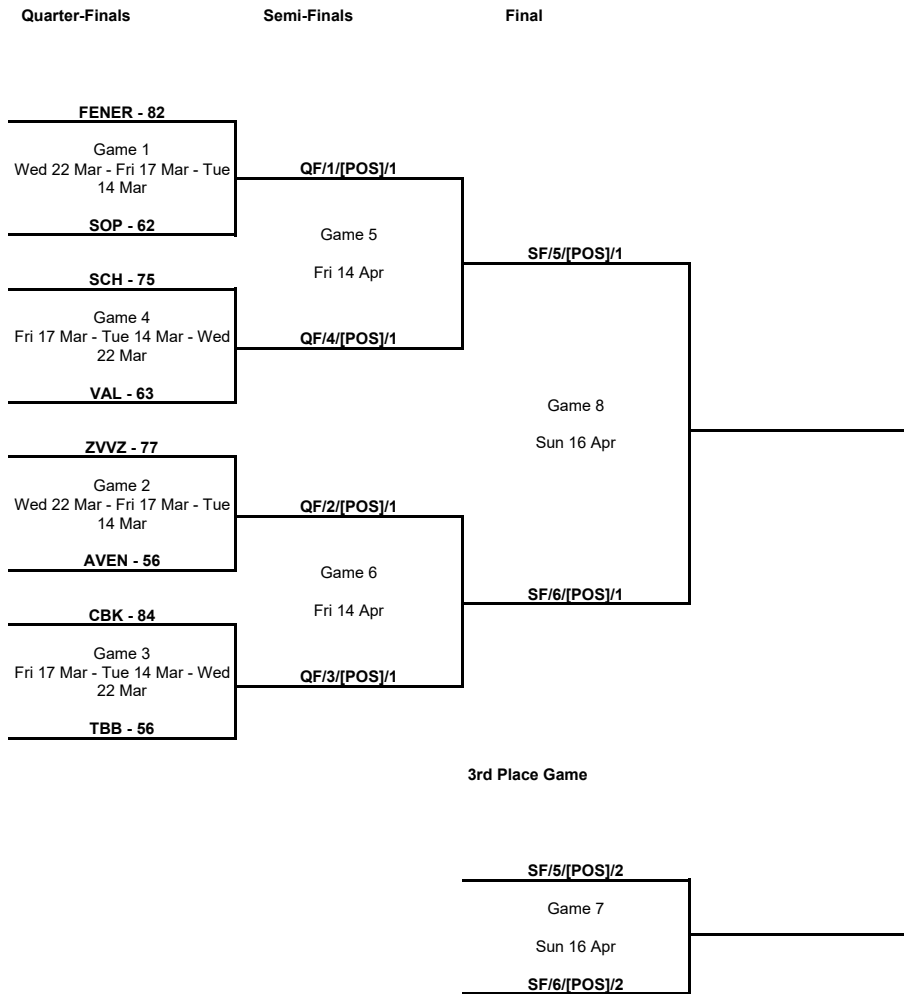 Quarter-Finals Semi-Finals Final
FENER - 82
Game 1
Wed 22 Mar - Fri 17 Mar - Tue
14 Mar
SOP - 62
QF/1/[POS]/1
Game 5
Fri 14 Apr
SCH - 75
Game 4
Fri 17 Mar - Tue 14 Mar - Wed
22 Mar
VAL - 63
QF/4/[POS]/1
SF/5/[POS]/1
Game 8
Sun 16 Apr
ZVVZ - 77
Game 2
Wed 22 Mar - Fri 17 Mar - Tue
14 Mar
AVEN - 56
QF/2/[POS]/1
Game 6
Fri 14 Apr
SF/6/[POS]/1
CBK - 84
Game 3
Fri 17 Mar - Tue 14 Mar - Wed
22 Mar
TBB - 56
QF/3/[POS]/1
3rd Place Game
SF/5/[POS]/2
Game 7
Sun 16 Apr
SF/6/[POS]/2